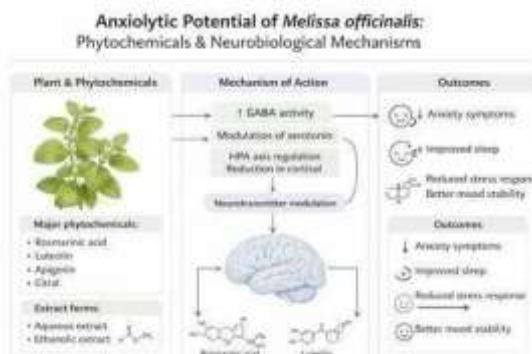 Anxiolytic Potential of Melissa officinalis:
Phytochemicals & Neurobiological Mechanisms
Plant & Phytochemicals
Major phytochemicals:
• Rosmarinic acid
• Luteolin
• Apigenin
• Citral
Extract forms:
• Aqueous extract
• Ethanolic extract
Mechanism of Action
↑ GABA activity
Modulation of serotonin
HPA axis regulation
Reduction in cortisol
Neurotransmitter modulation
Outcomes
↓ Anxiety symptoms
Improved sleep
Reduced stress respon
Better mood stability
Outcomes
↓ Anxiety symptoms
Improved sleep
Reduced stress response
Better mood stability